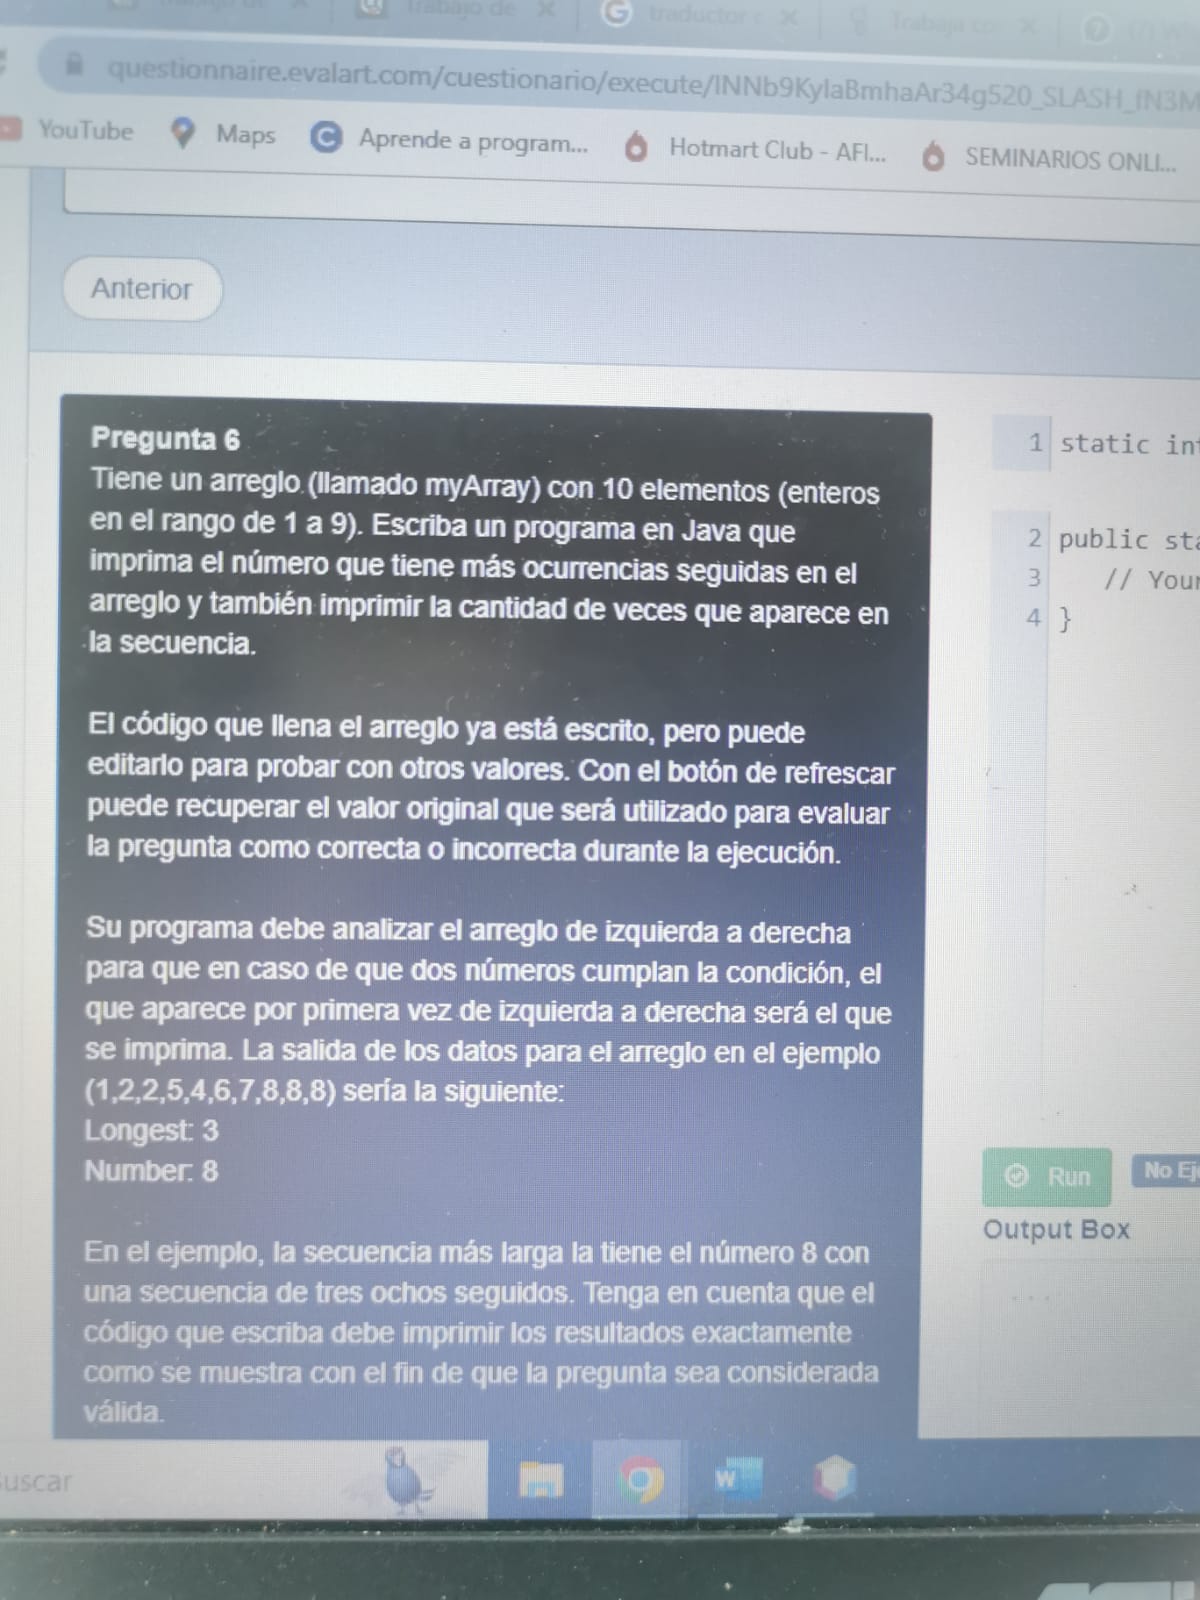 Trabajo de
traductor
Trabaja
questionnaire.evalart.com/cuestionario/execute/
YouTube Maps Aprende a program... Hotmart Club - AFI... SEMINARIOS ONLI...
Anterior
Pregunta 6
Tiene un arreglo (llamado myArray) con 10 elementos (enteros
en el rango de 1 a 9). Escriba un programa en Java que
imprima el número que tiene más ocurrencias seguidas en el
arreglo y también imprimir la cantidad de veces que aparece en
la secuencia.
El código que llena el arreglo ya está escrito, pero puede
editarlo para probar con otros valores. Con el botón de refrescar
puede recuperar el valor original que será utilizado para evaluar
la pregunta como correcta o incorrecta durante la ejecución.
Su programa debe analizar el arreglo de izquierda a derecha
para que en caso de que dos números cumplan la condición, el
que aparece por primera vez de izquierda a derecha será el que
se imprima. La salida de los datos para el arreglo en el ejemplo
(1,2,2,5,4,6,7,8,8,8) sería la siguiente:
Longest: 3
Number: 8
En el ejemplo, la secuencia más larga la tiene el número 8 con
una secuencia de tres ochos seguidos. Tenga en cuenta que el
código que escriba debe imprimir los resultados exactamente
como se muestra con el fin de que la pregunta sea considerada
válida.
1 static int
2 public sta
3 // Your
4 }
Run No Eje
Output Box
...
uscar